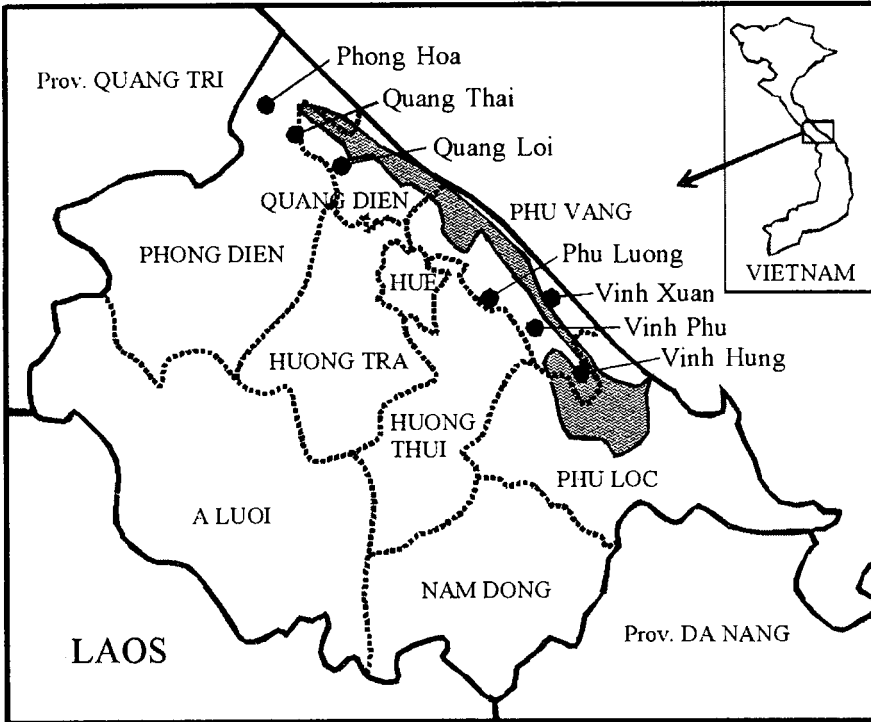 Phong Hoa
Prov. QUANG TRI
Quang Thai
Quang Loi
QUANG DIEN
PHU VANG
PHONG DIEN
Phu Luong
VIETNAM
HUE
Vinh Xuan
Vinh Phu
HUONG TRA
Vinh Hung
HUONG
THUI
PHU LOC
A LUOI
NAM DONG
LAOS
Prov. DA NANG